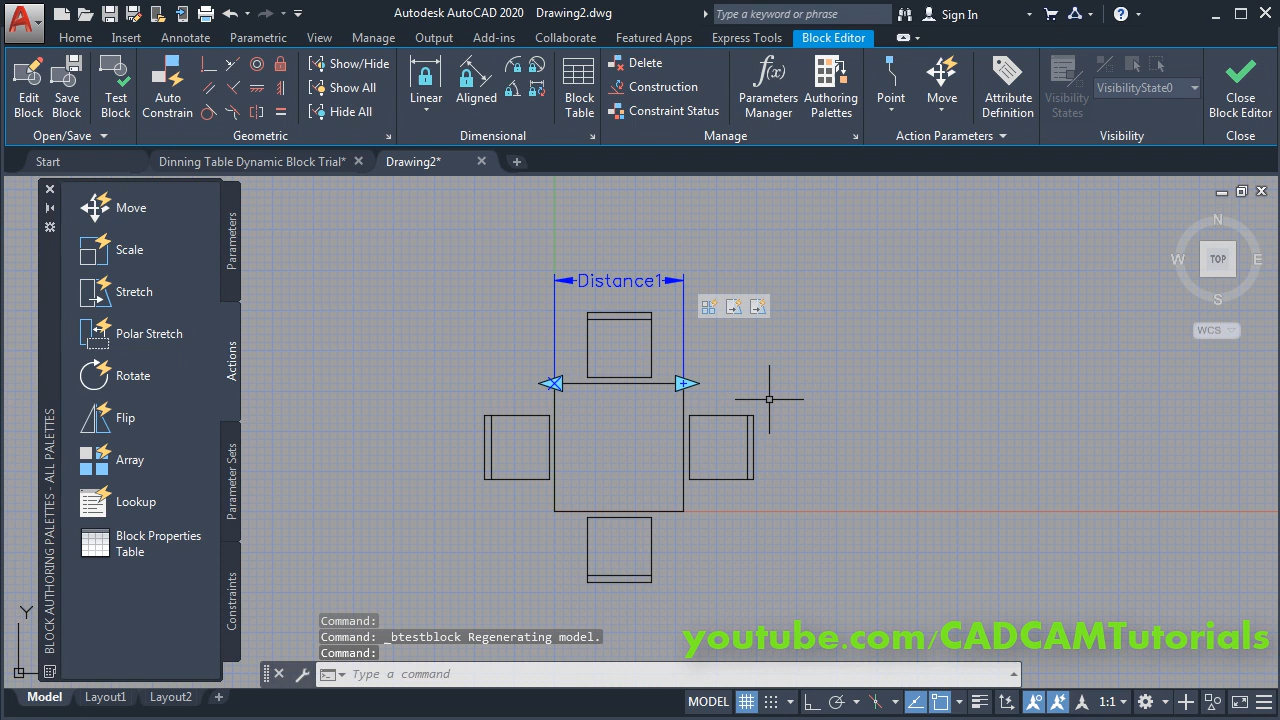 Autodesk AutoCAD 2020 Drawing2.dwg
Type a keyword or phrase
Sign In
Home Insert Annotate Parametric View Manage Output Add-ins Collaborate Featured Apps Express Tools Block Editor
Edit Block
Save Block
Test Block
Open/Save
Auto Constrain
Show/Hide
Show All
Hide All
Geometric
Linear
Aligned
Block Table
Dimensional
Delete
Construction
Constraint Status
Parameters Manager
Authoring Palettes
Manage
Point
Move
Attribute Definition
Action Parameters
Visibility States
VisibilityState0
Visibility
Close Block Editor
Close
Start
Dinning Table Dynamic Block Trial*
Drawing2*
Move
Scale
Stretch
Polar Stretch
Rotate
Flip
Array
Lookup
Block Properties
Table
Parameters
Actions
Parameter Sets
Constraints
BLOCK AUTHORING PALETTES - ALL PALETTES
Distance1
N
W TOP E
S
WCS
Y
Command:
Command: _btestblock Regenerating model.
Command:
Type a command
youtube.com/CADCAMTutorials
Model Layout1 Layout2
MODEL
1:1